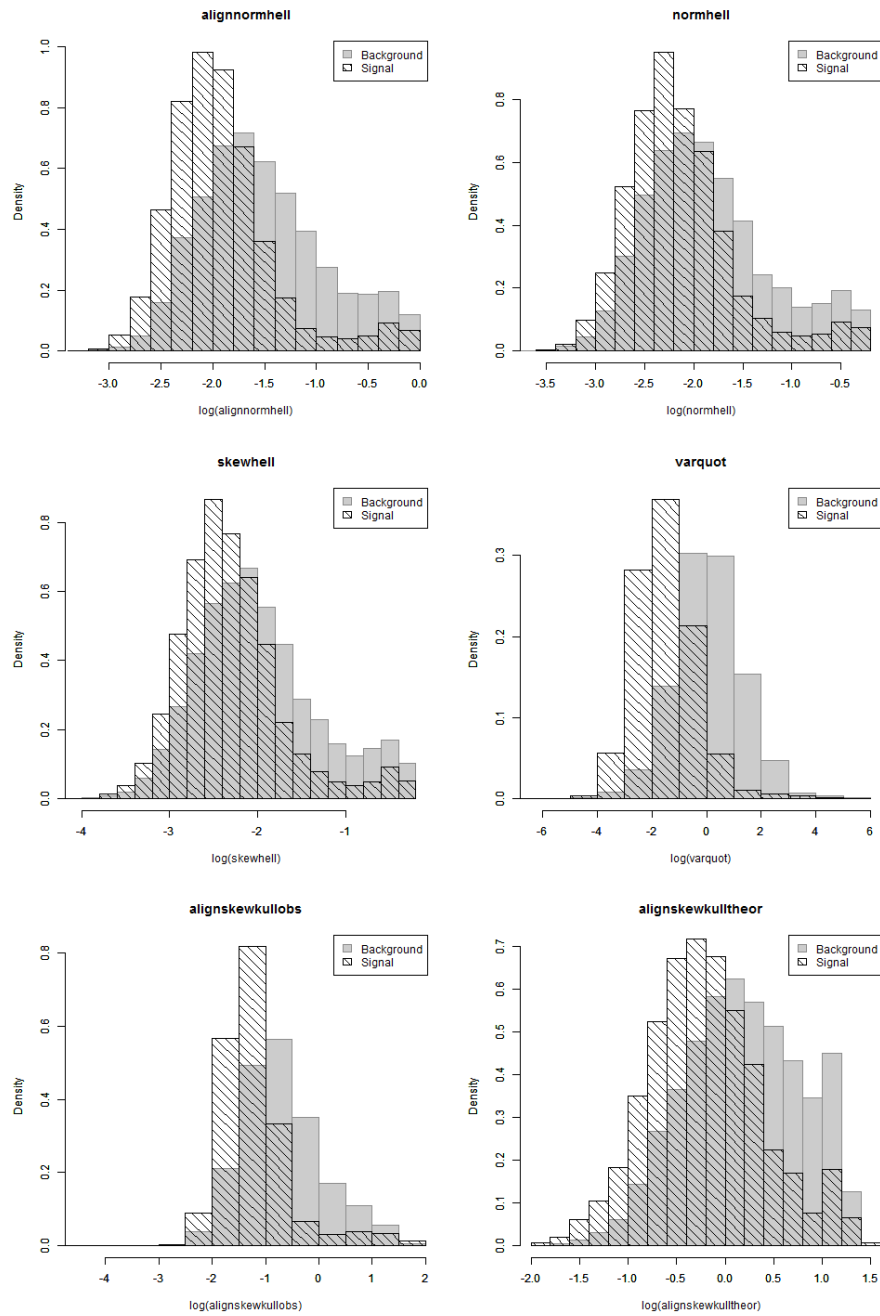 alignnormhell
Background
Signal
Density
0.0 0.2 0.4 0.6 0.8 1.0
-3.0 -2.5 -2.0 -1.5 -1.0 -0.5 0.0
log(alignnormhell)
normhell
Background
Signal
Density
0.0 0.2 0.4 0.6 0.8
-3.5 -3.0 -2.5 -2.0 -1.5 -1.0 -0.5
log(normhell)
skewhell
Background
Signal
Density
0.0 0.2 0.4 0.6 0.8
-4 -3 -2 -1
log(skewhell)
varquot
Background
Signal
Density
0.0 0.1 0.2 0.3
-6 -4 -2 0 2 4 6
log(varquot)
alignskewkullobs
Background
Signal
Density
0.0 0.2 0.4 0.6 0.8
-4 -3 -2 -1 0 1 2
log(alignskewkullobs)
alignskewkulltheor
Background
Signal
Density
0.0 0.1 0.2 0.3 0.4 0.5 0.6 0.7
-2.0 -1.5 -1.0 -0.5 0.0 0.5 1.0 1.5
log(alignskewkulltheor)